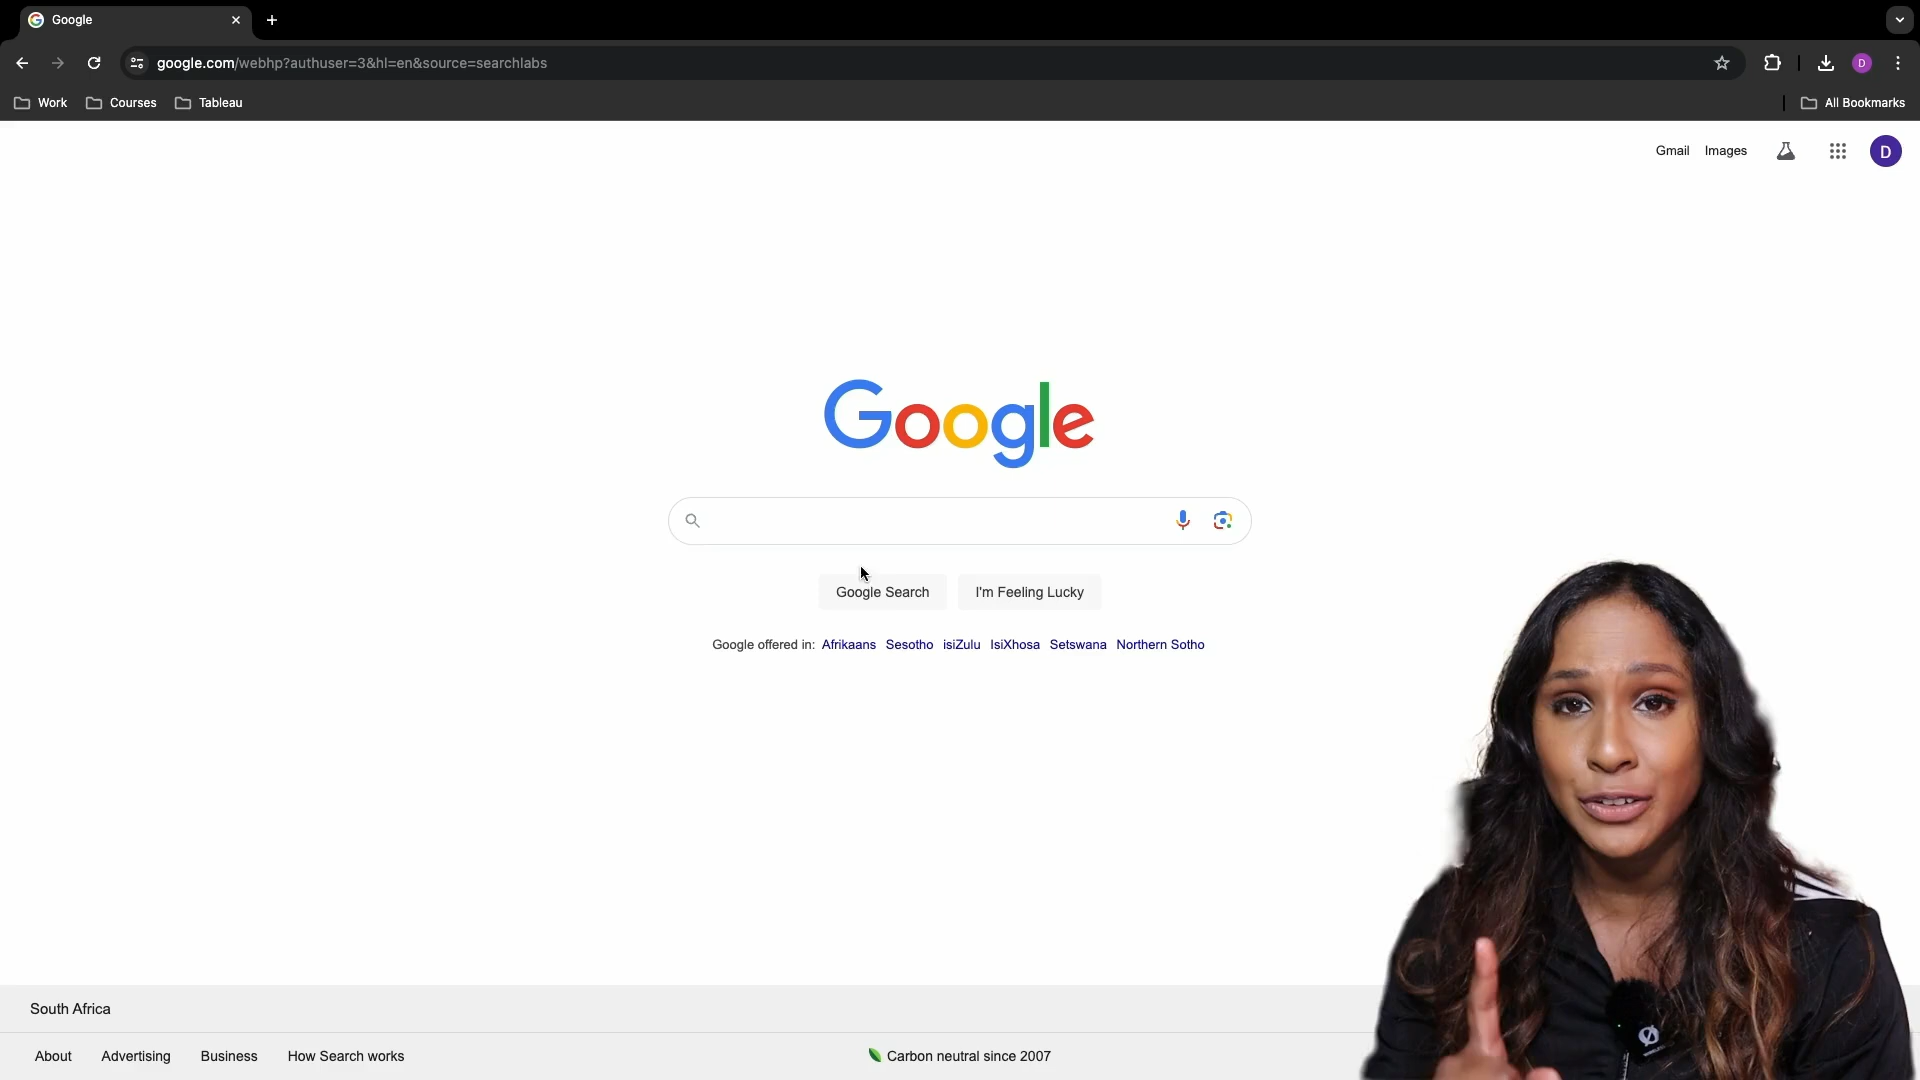 Google
google.com/webhp?authuser=3&hl=en&source=searchlabs
D
Work Courses Tableau All Bookmarks
Gmail Images D
Google
Google Search I'm Feeling Lucky
Google offered in: Afrikaans Sesotho isiZulu IsiXhosa Setswana Northern Sotho
South Africa
About Advertising Business How Search works Carbon neutral since 2007